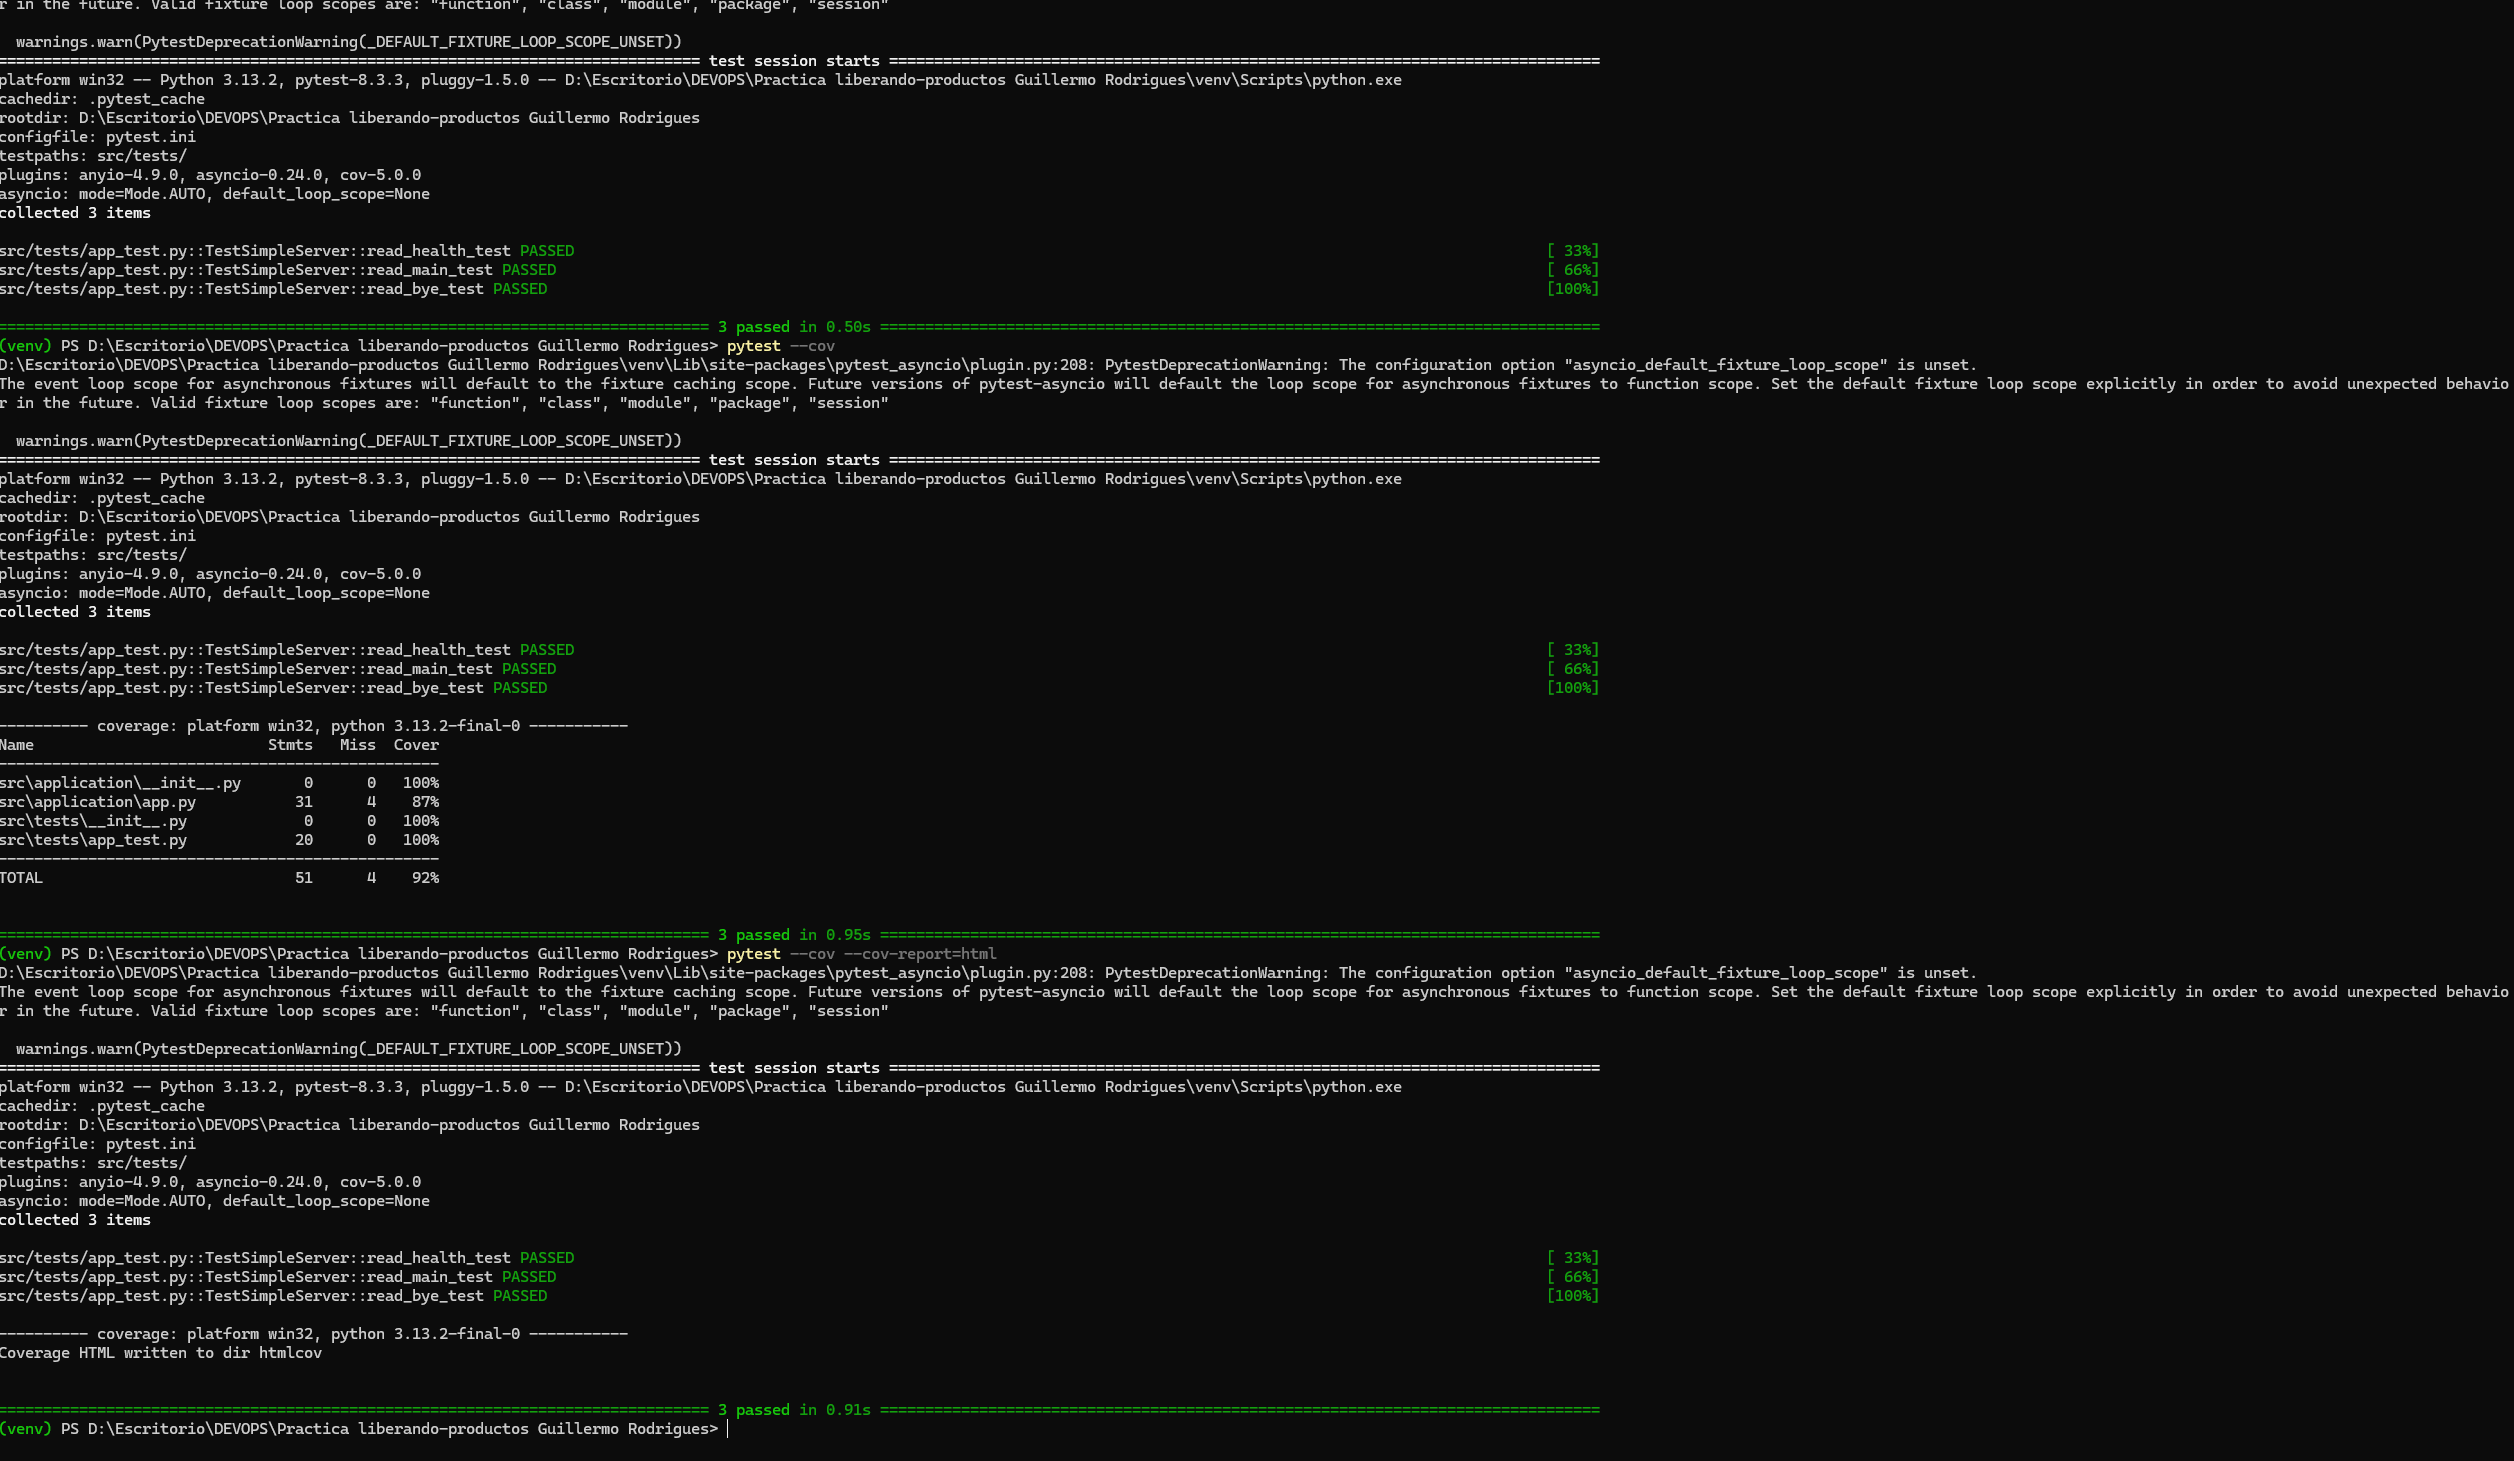 r in the future. Valid fixture loop scopes are: "function", "class", "module", "package", "session"

  warnings.warn(PytestDeprecationWarning(_DEFAULT_FIXTURE_LOOP_SCOPE_UNSET))
============================================================================== test session starts ===============================================================================
platform win32 -- Python 3.13.2, pytest-8.3.3, pluggy-1.5.0 -- D:\Escritorio\DEVOPS\Practica liberando-productos Guillermo Rodrigues\venv\Scripts\python.exe
cachedir: .pytest_cache
rootdir: D:\Escritorio\DEVOPS\Practica liberando-productos Guillermo Rodrigues
configfile: pytest.ini
testpaths: src/tests/
plugins: anyio-4.9.0, asyncio-0.24.0, cov-5.0.0
asyncio: mode=Mode.AUTO, default_loop_scope=None
collected 3 items

src/tests/app_test.py::TestSimpleServer::read_health_test PASSED [ 33%]
src/tests/app_test.py::TestSimpleServer::read_main_test PASSED [ 66%]
src/tests/app_test.py::TestSimpleServer::read_bye_test PASSED [100%]

=============================================================================== 3 passed in 0.50s ================================================================================
(venv) PS D:\Escritorio\DEVOPS\Practica liberando-productos Guillermo Rodrigues> pytest --cov
D:\Escritorio\DEVOPS\Practica liberando-productos Guillermo Rodrigues\venv\Lib\site-packages\pytest_asyncio\plugin.py:208: PytestDeprecationWarning: The configuration option "asyncio_default_fixture_loop_scope" is unset.
The event loop scope for asynchronous fixtures will default to the fixture caching scope. Future versions of pytest-asyncio will default the loop scope for asynchronous fixtures to function scope. Set the default fixture loop scope explicitly in order to avoid unexpected behavio
r in the future. Valid fixture loop scopes are: "function", "class", "module", "package", "session"

  warnings.warn(PytestDeprecationWarning(_DEFAULT_FIXTURE_LOOP_SCOPE_UNSET))
============================================================================== test session starts ===============================================================================
platform win32 -- Python 3.13.2, pytest-8.3.3, pluggy-1.5.0 -- D:\Escritorio\DEVOPS\Practica liberando-productos Guillermo Rodrigues\venv\Scripts\python.exe
cachedir: .pytest_cache
rootdir: D:\Escritorio\DEVOPS\Practica liberando-productos Guillermo Rodrigues
configfile: pytest.ini
testpaths: src/tests/
plugins: anyio-4.9.0, asyncio-0.24.0, cov-5.0.0
asyncio: mode=Mode.AUTO, default_loop_scope=None
collected 3 items

src/tests/app_test.py::TestSimpleServer::read_health_test PASSED [ 33%]
src/tests/app_test.py::TestSimpleServer::read_main_test PASSED [ 66%]
src/tests/app_test.py::TestSimpleServer::read_bye_test PASSED [100%]

---------- coverage: platform win32, python 3.13.2-final-0 -----------
Name                          Stmts   Miss  Cover
-------------------------------------------------
src\application\__init__.py       0      0   100%
src\application\app.py           31      4    87%
src\tests\__init__.py             0      0   100%
src\tests\app_test.py            20      0   100%
-------------------------------------------------
TOTAL                            51      4    92%

=============================================================================== 3 passed in 0.95s ================================================================================
(venv) PS D:\Escritorio\DEVOPS\Practica liberando-productos Guillermo Rodrigues> pytest --cov --cov-report=html
D:\Escritorio\DEVOPS\Practica liberando-productos Guillermo Rodrigues\venv\Lib\site-packages\pytest_asyncio\plugin.py:208: PytestDeprecationWarning: The configuration option "asyncio_default_fixture_loop_scope" is unset.
The event loop scope for asynchronous fixtures will default to the fixture caching scope. Future versions of pytest-asyncio will default the loop scope for asynchronous fixtures to function scope. Set the default fixture loop scope explicitly in order to avoid unexpected behavio
r in the future. Valid fixture loop scopes are: "function", "class", "module", "package", "session"

  warnings.warn(PytestDeprecationWarning(_DEFAULT_FIXTURE_LOOP_SCOPE_UNSET))
============================================================================== test session starts ===============================================================================
platform win32 -- Python 3.13.2, pytest-8.3.3, pluggy-1.5.0 -- D:\Escritorio\DEVOPS\Practica liberando-productos Guillermo Rodrigues\venv\Scripts\python.exe
cachedir: .pytest_cache
rootdir: D:\Escritorio\DEVOPS\Practica liberando-productos Guillermo Rodrigues
configfile: pytest.ini
testpaths: src/tests/
plugins: anyio-4.9.0, asyncio-0.24.0, cov-5.0.0
asyncio: mode=Mode.AUTO, default_loop_scope=None
collected 3 items

src/tests/app_test.py::TestSimpleServer::read_health_test PASSED [ 33%]
src/tests/app_test.py::TestSimpleServer::read_main_test PASSED [ 66%]
src/tests/app_test.py::TestSimpleServer::read_bye_test PASSED [100%]

---------- coverage: platform win32, python 3.13.2-final-0 -----------
Coverage HTML written to dir htmlcov

=============================================================================== 3 passed in 0.91s ================================================================================
(venv) PS D:\Escritorio\DEVOPS\Practica liberando-productos Guillermo Rodrigues>